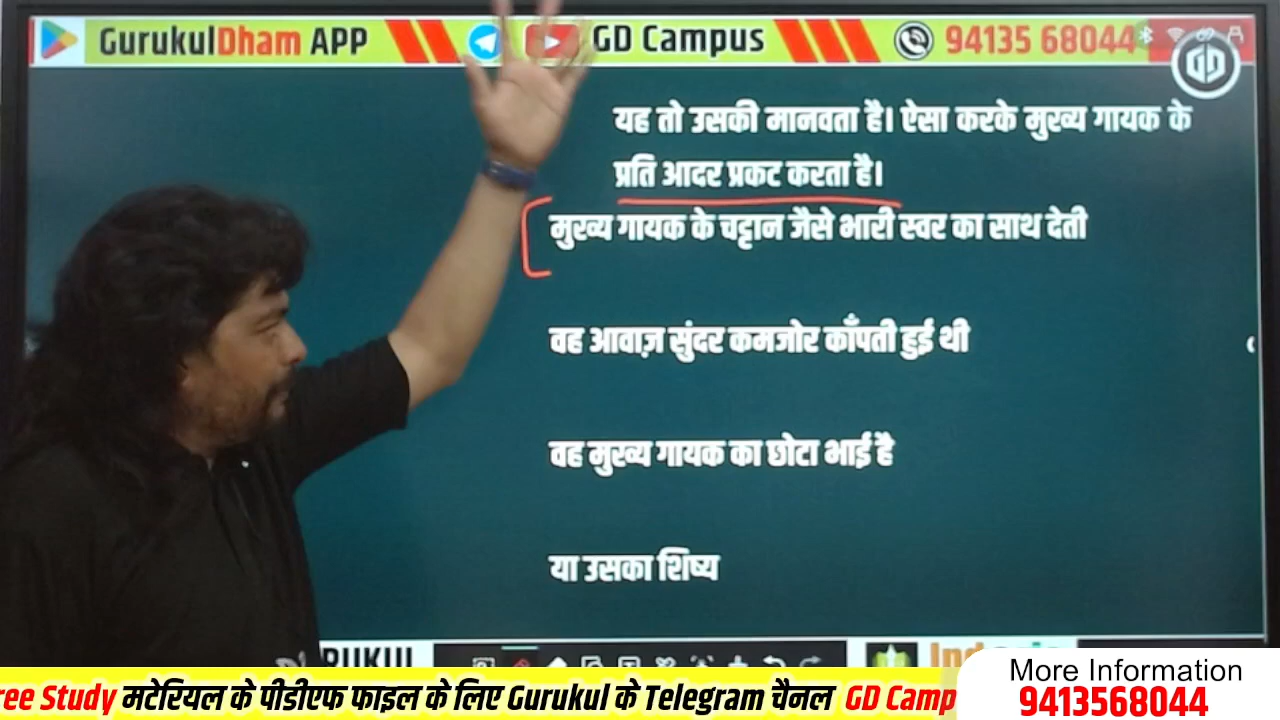 GurukulDham APP GD Campus 94135 68044
यह तो उसकी मानवता है। ऐसा करके मुख्य गायक के
प्रति आदर प्रकट करता है।
मुख्य गायक के चट्टान जैसे भारी स्वर का साथ देती
वह आवाज़ सुंदर कमजोर काँपती हुई थी
वह मुख्य गायक का छोटा भाई है
या उसका शिष्य
ree Study मटेरियल के पीडीएफ फाइल के लिए Gurukul के Telegram चैनल GD Camp
More Information
9413568044